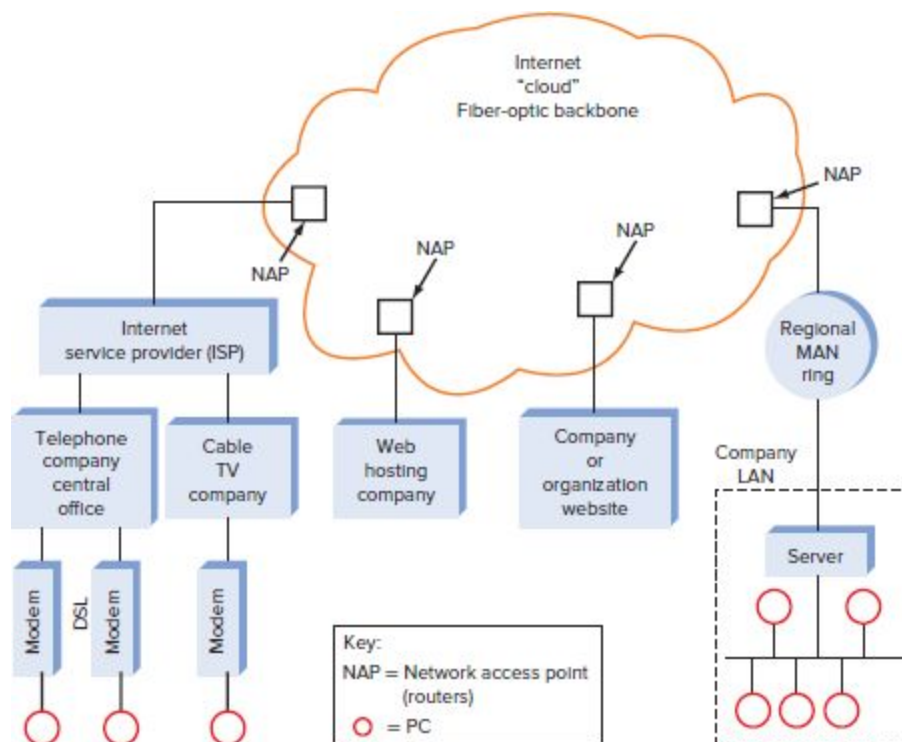 Internet
"cloud"
Fiber-optic backbone
NAP
NAP
NAP
NAP
Internet
service provider (ISP)
Regional
MAN
ring
Telephone
company
central
office
Cable
TV
company
Web
hosting
company
Company
or
organization
website
Company
LAN
Server
Modem
DSL
Modem
Modem
Key:
NAP = Network access point
(routers)
= PC